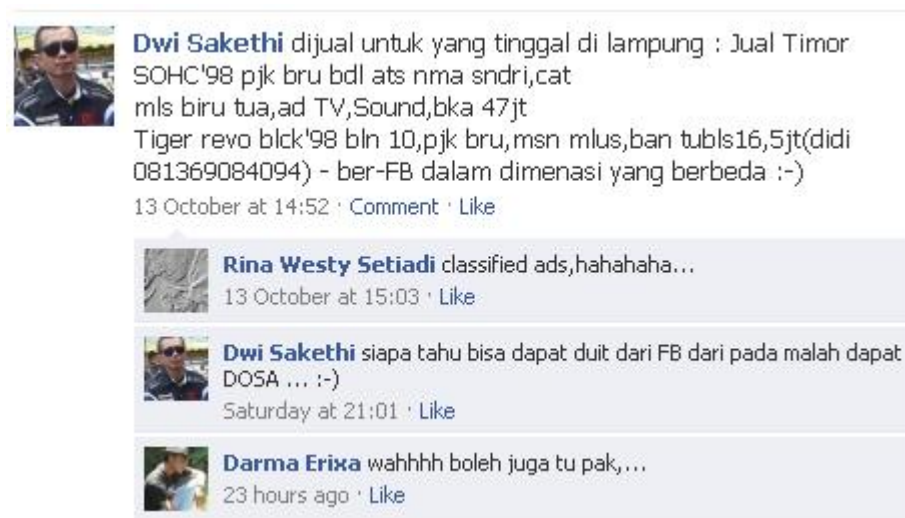 Dwi Sakethi dijual untuk yang tinggal di lampung : Jual Timor
SOHC'98 pjk bru bdl ats nma sndri,cat
mls biru tua,ad TV,Sound,bka 47jt
Tiger revo blck'98 bln 10,pjk bru,msn mlus,ban tubls16,5jt(didi
081369084094) - ber-FB dalam dimenasi yang berbeda :-)
13 October at 14:52 · Comment · Like
Rina Westy Setiadi classified ads,hahahaha...
13 October at 15:03 · Like
Dwi Sakethi siapa tahu bisa dapat duit dari FB dari pada malah dapat
DOSA ... :-)
Saturday at 21:01 · Like
Darma Erixa wahhhh boleh juga tu pak,...
23 hours ago · Like